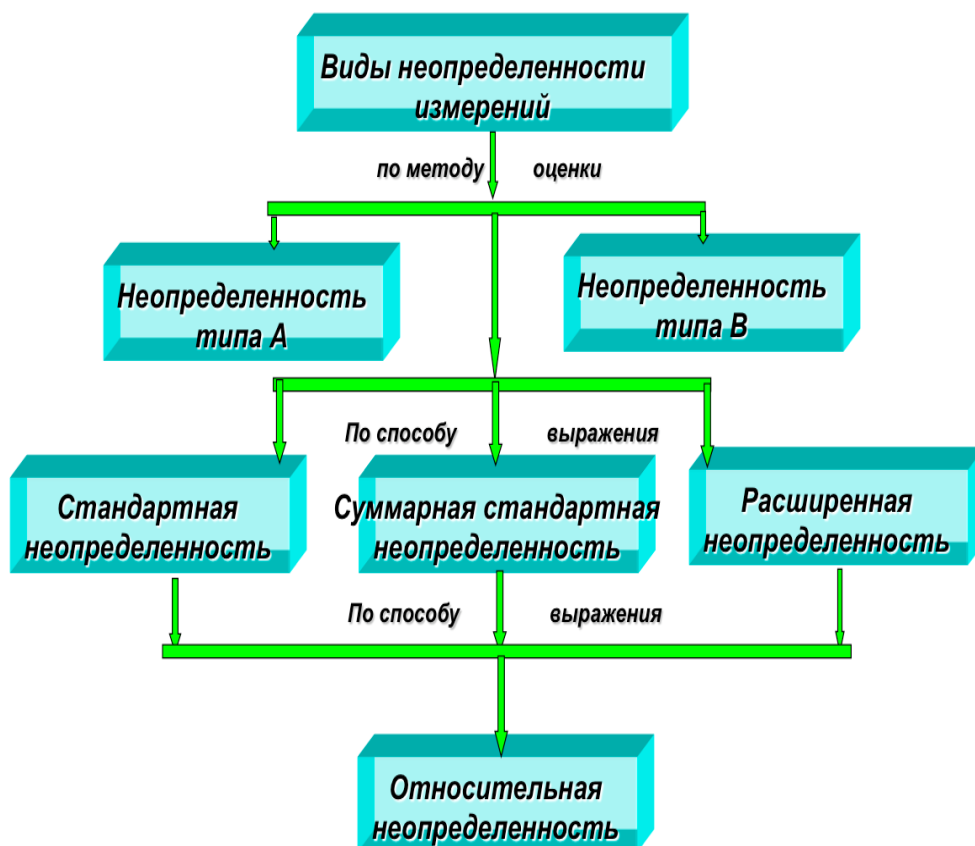 Виды неопределенности
измерений
по методу оценки
Неопределенность
типа А
Неопределенность
типа В
По способу выражения
Стандартная
неопределенность
Суммарная стандартная
неопределенность
Расширенная
неопределенность
По способу выражения
Относительная
неопределенность